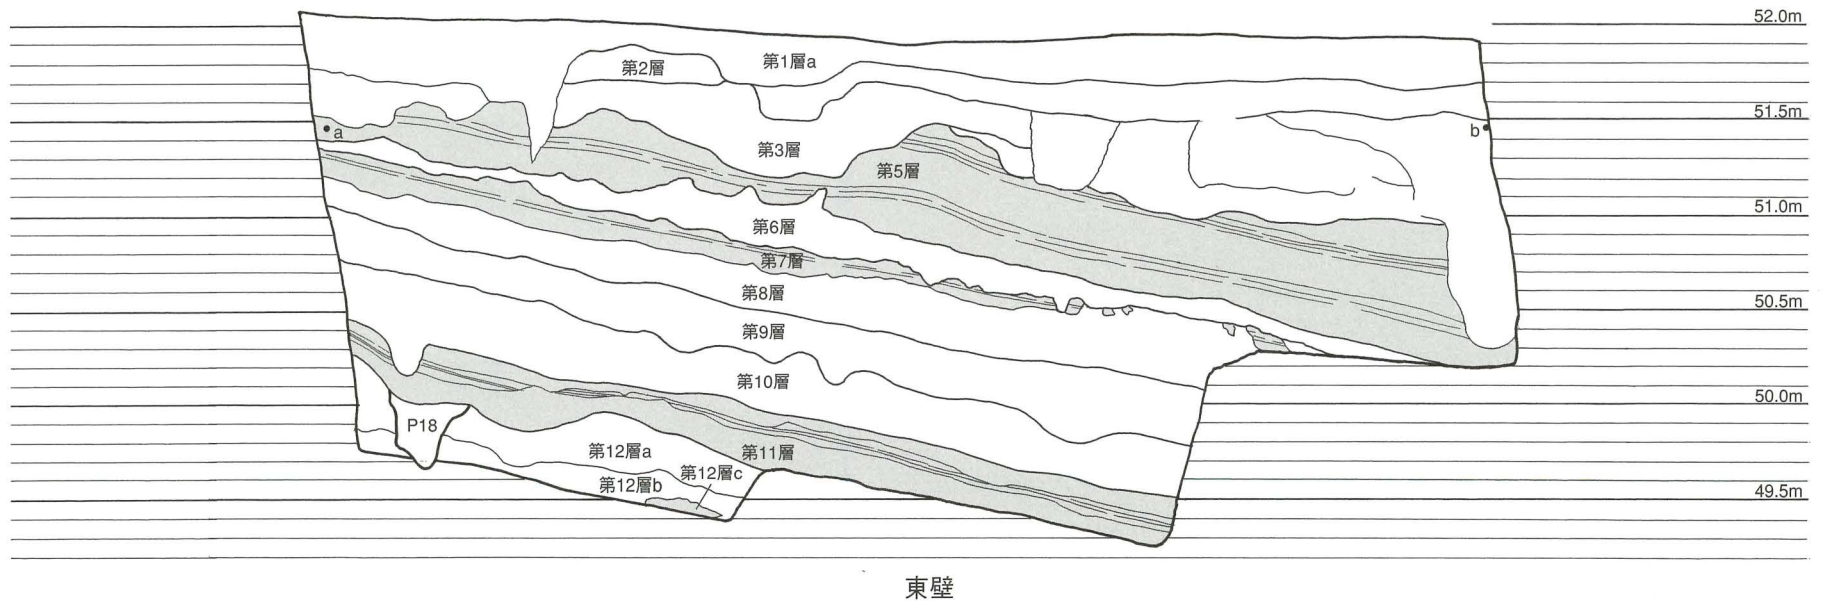 52.0m
第1層a
第2層
51.5m
a
b
第3層
第5層
51.0m
第6層
第7層
第8層
50.5m
第9層
第10層
50.0m
P18
第12層a
第11層
第12層c
第12層b
49.5m
東壁